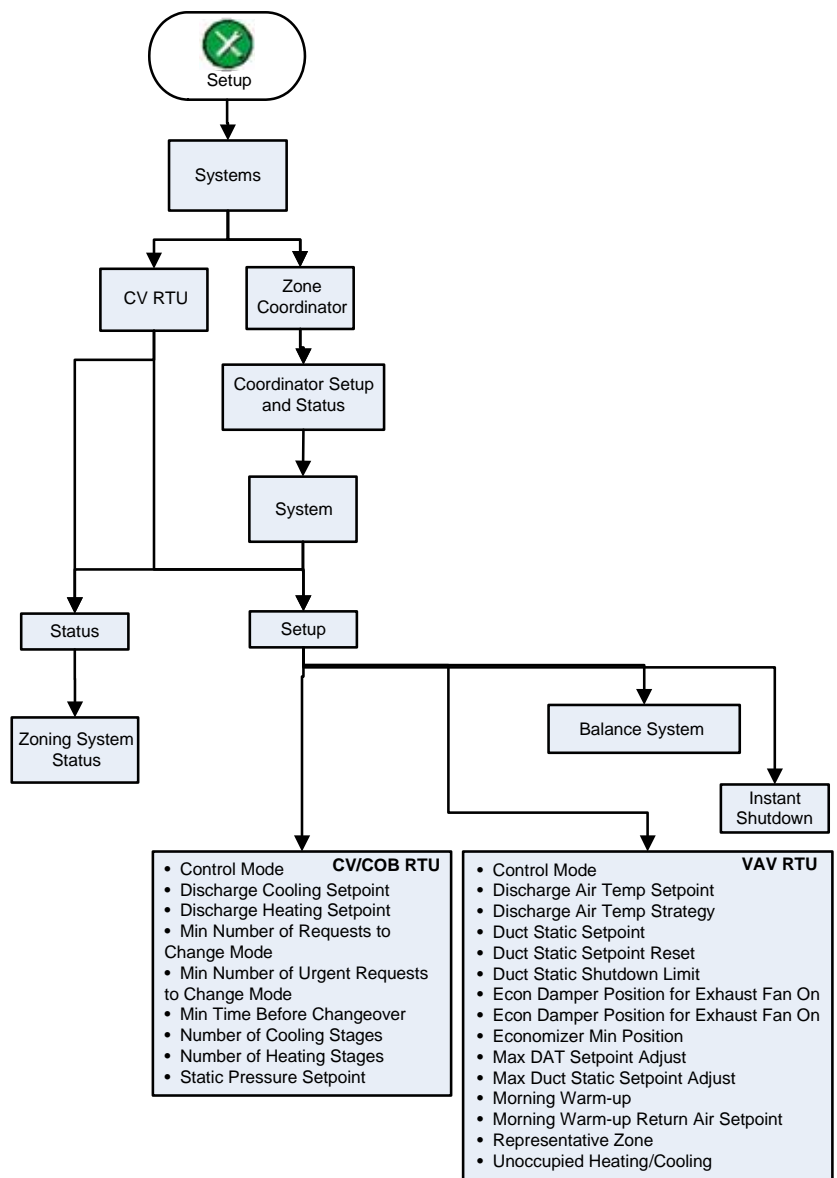 Setup
Systems
CV RTU
Zone
Coordinator
Coordinator Setup
and Status
System
Status
Setup
Zoning System
Status
Balance System
Instant
Shutdown
CV/COB RTU
• Control Mode
• Discharge Cooling Setpoint
• Discharge Heating Setpoint
• Min Number of Requests to
Change Mode
• Min Number of Urgent Requests
to Change Mode
• Min Time Before Changeover
• Number of Cooling Stages
• Number of Heating Stages
• Static Pressure Setpoint
VAV RTU
• Control Mode
• Discharge Air Temp Setpoint
• Discharge Air Temp Strategy
• Duct Static Setpoint
• Duct Static Setpoint Reset
• Duct Static Shutdown Limit
• Econ Damper Position for Exhaust Fan On
• Econ Damper Position for Exhaust Fan On
• Economizer Min Position
• Max DAT Setpoint Adjust
• Max Duct Static Setpoint Adjust
• Morning Warm-up
• Morning Warm-up Return Air Setpoint
• Representative Zone
• Unoccupied Heating/Cooling